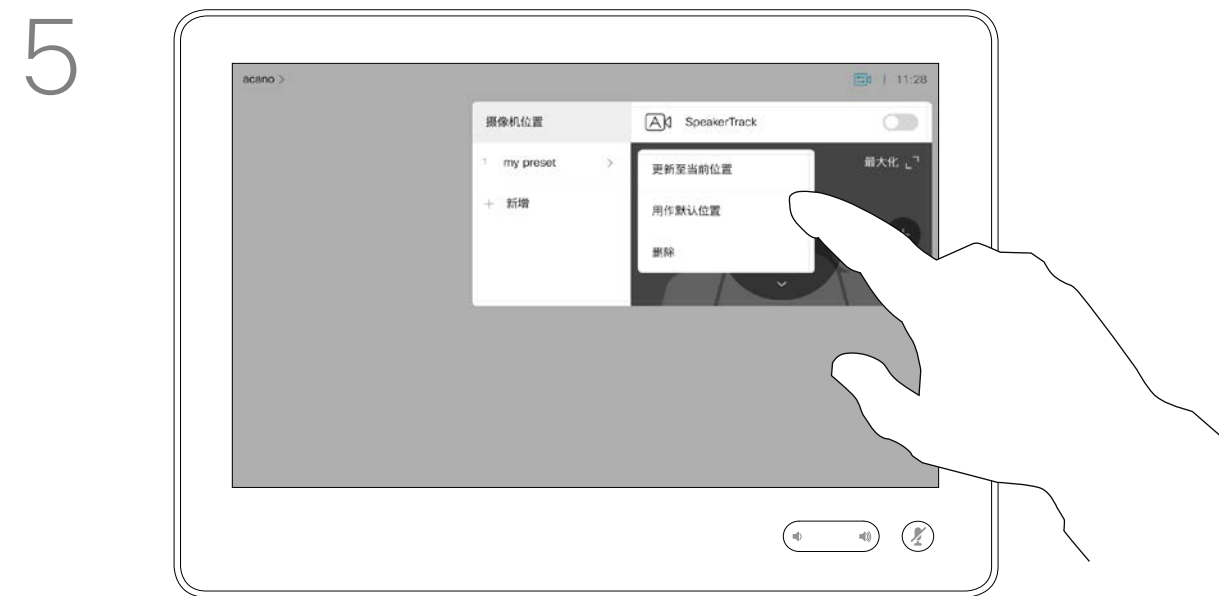 5
acano >
11:28
摄像机位置
SpeakerTrack
1 my preset >
更新至当前位置
最大化
+ 新增
用作默认位置
删除